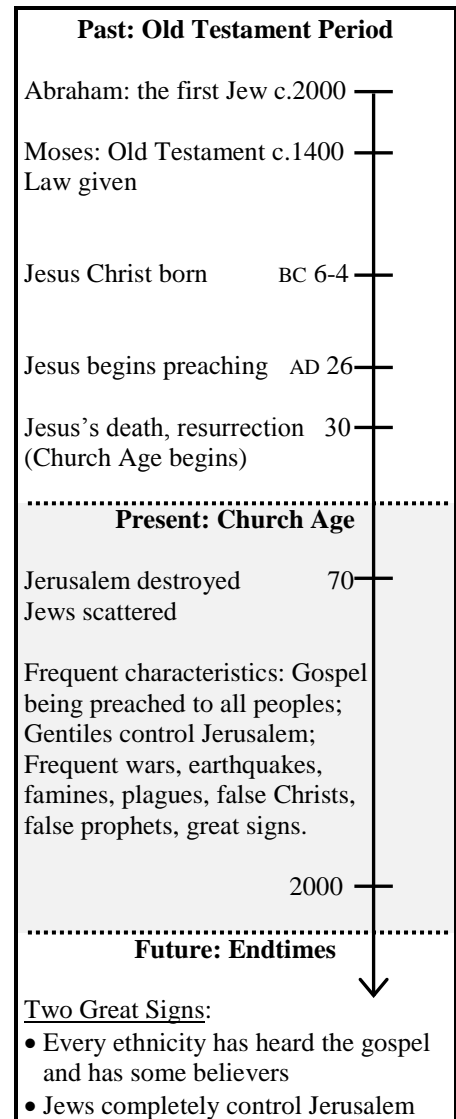 Past: Old Testament Period
Abraham: the first Jew c.2000
Moses: Old Testament c.1400
Law given
Jesus Christ born BC 6-4
Jesus begins preaching AD 26
Jesus’s death, resurrection 30
(Church Age begins)
Present: Church Age
Jerusalem destroyed 70
Jews scattered
Frequent characteristics: Gospel
being preached to all peoples;
Gentiles control Jerusalem;
Frequent wars, earthquakes,
famines, plagues, false Christs,
false prophets, great signs.
2000
Future: Endtimes
Two Great Signs:
• Every ethnicity has heard the gospel
and has some believers
• Jews completely control Jerusalem